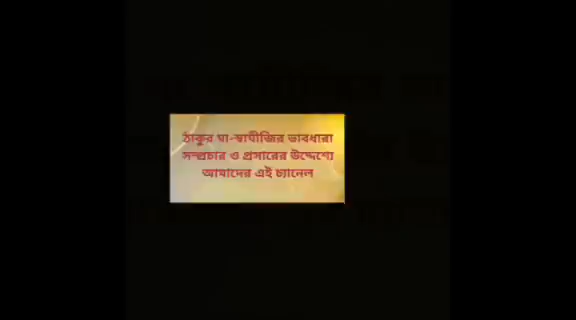 ঠাকুর মা-স্বামীজির ভাবধারা
সম্প্রচার ও প্রসারের উদ্দেশ্যে
আমাদের এই চ্যানেল